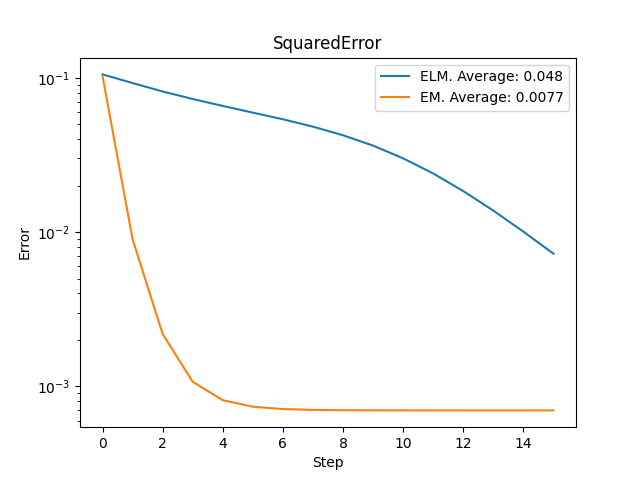 SquaredError
ELM. Average: 0.048
EM. Average: 0.0077
10⁻¹
10⁻²
10⁻³
Error
0 2 4 6 8 10 12 14
Step